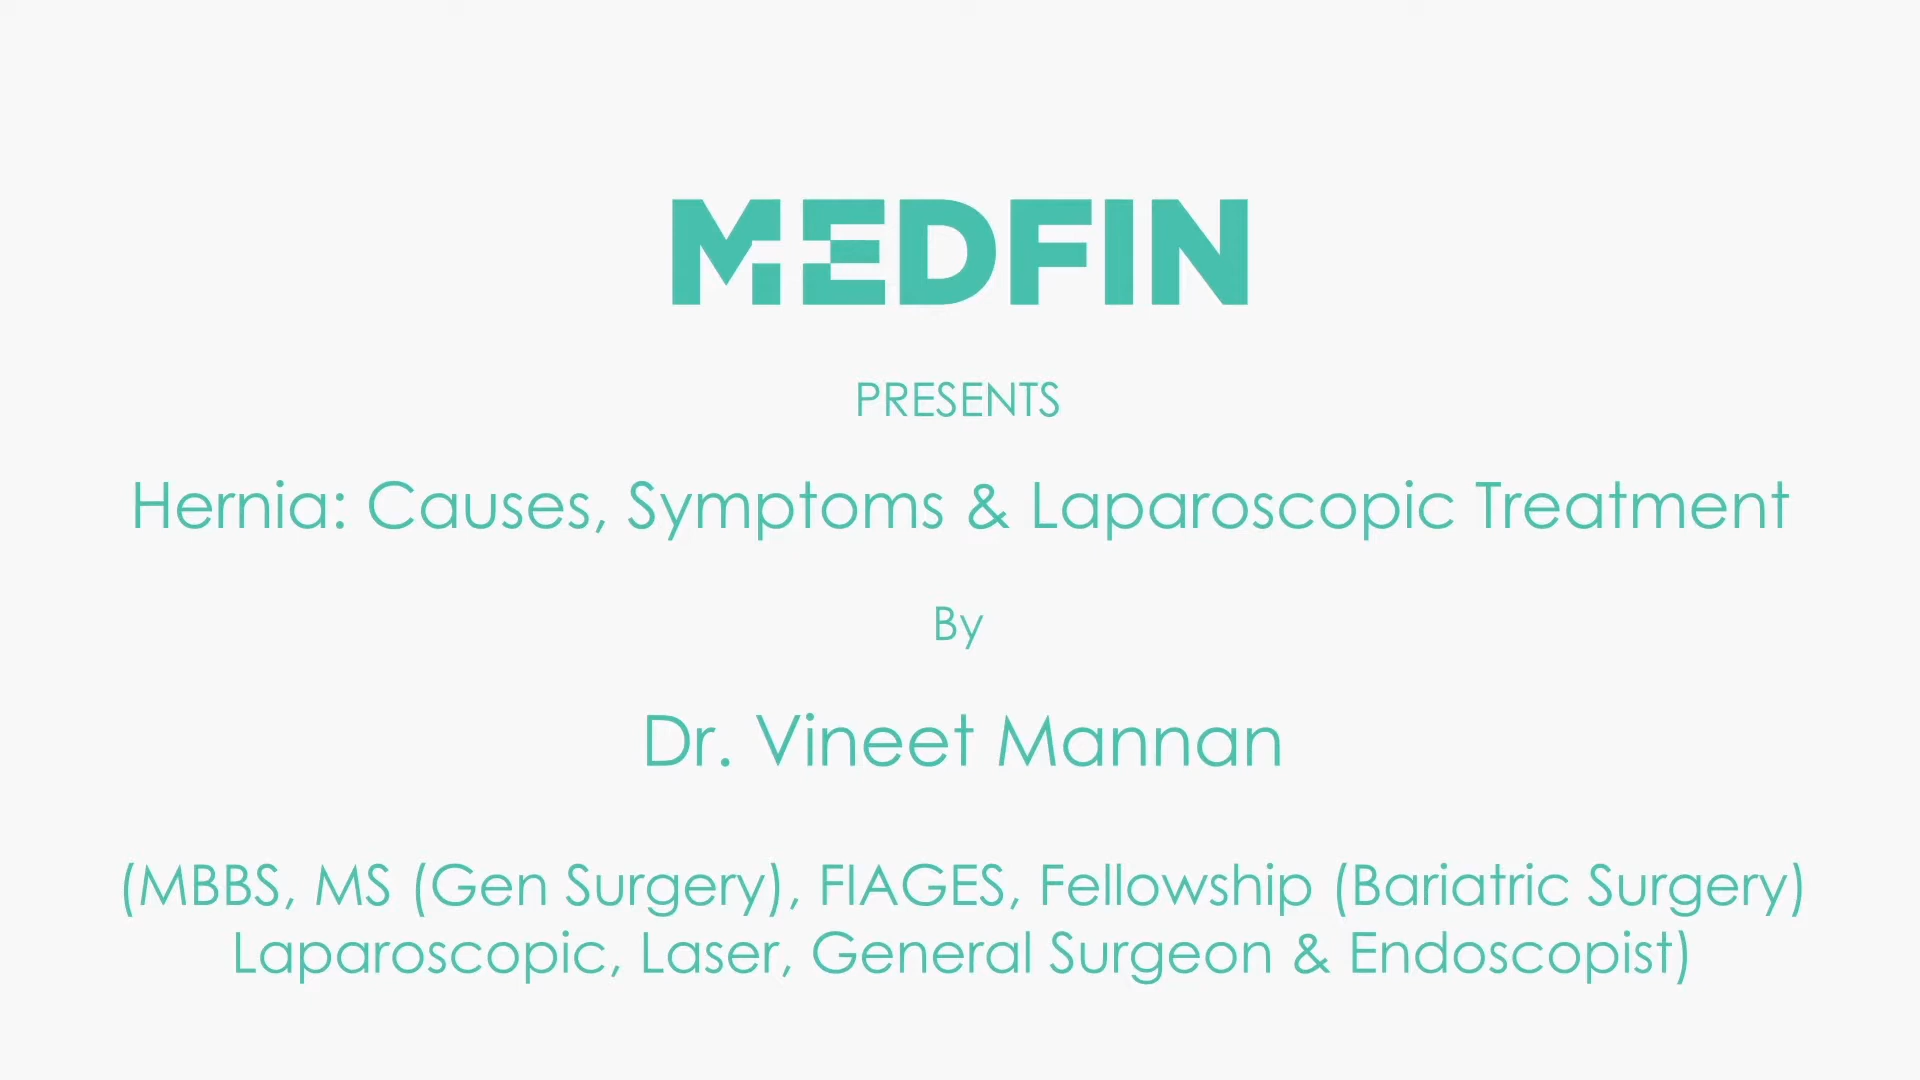 MEDFIN
PRESENTS
Hernia: Causes, Symptoms & Laparoscopic Treatment
By
Dr. Vineet Mannan
(MBBS, MS (Gen Surgery), FIAGES, Fellowship (Bariatric Surgery)
Laparoscopic, Laser, General Surgeon & Endoscopist)